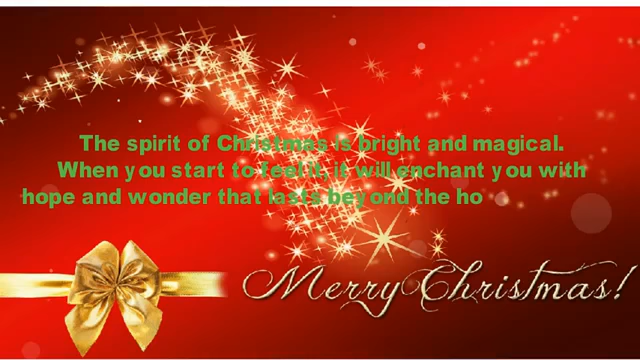 The spirit of Christmas is bright and magical.
When you start to feel it, it will enchant you with
hope and wonder that lasts beyond the ho
Merry Christmas!